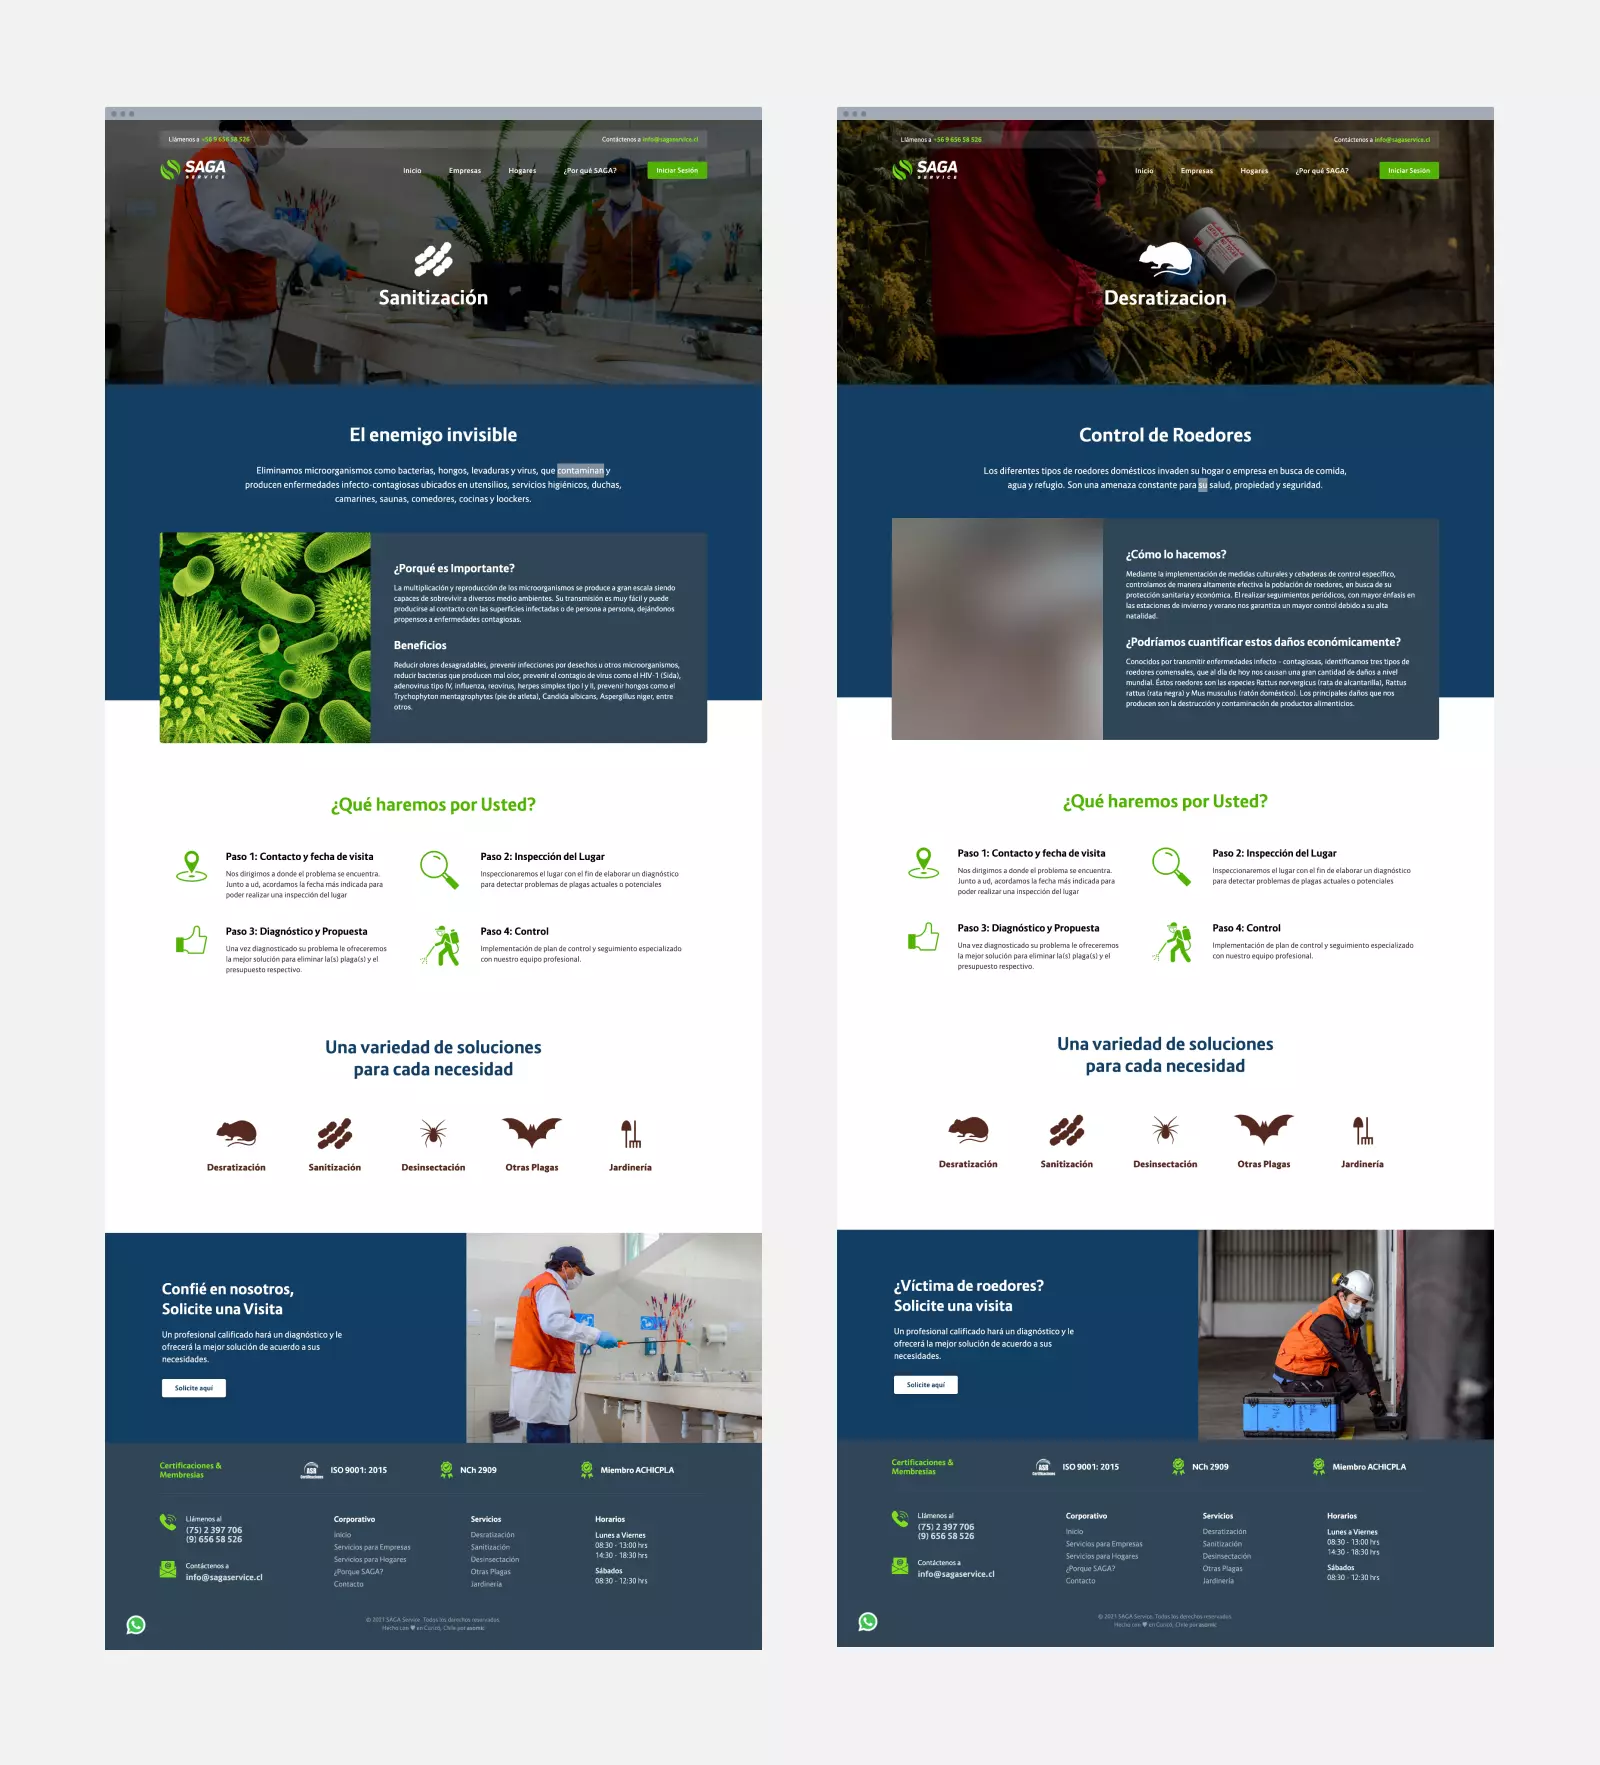 Llámenos a +56 9 656 58 526
Contáctenos a info@sagaservice.cl
SAGA
SERVICE
Inicio
Empresas
Hogares
¿Por qué SAGA?
Iniciar Sesión
Sanitización
El enemigo invisible
Eliminamos microorganismos como bacterias, hongos, levaduras y virus, que contaminan y
producen enfermedades infecto-contagiosas ubicados en utensilios, servicios higiénicos, duchas,
camarines, saunas, comedores, cocinas y loockers.
¿Porqué es Importante?
La multiplicación y reproducción de los microorganismos se produce a gran escala siendo
capaces de sobrevivir a diversos medio ambientes. Su transmisión es muy fácil y puede
producirse al contacto con las superficies infectadas o de persona a persona, dejándonos
propensos a enfermedades contagiosas.
Beneficios
Reducir olores desagradables, prevenir infecciones por desechos u otros microorganismos,
reducir bacterias que producen mal olor, prevenir el contagio de virus como el HIV-1 (Sida),
adenovirus tipo IV, influenza, reovirus, herpes simplex tipo I y II, prevenir hongos como el
Trychophyton mentagrophytes (pie de atleta), Candida albicans, Aspergillus niger, entre
otros.
¿Qué haremos por Usted?
Paso 1: Contacto y fecha de visita
Nos dirigimos a donde el problema se encuentra.
Junto a ud, acordamos la fecha más indicada para
poder realizar una inspección del lugar
Paso 2: Inspección del Lugar
Inspeccionaremos el lugar con el fin de elaborar un diagnóstico
para detectar problemas de plagas actuales o potenciales
Paso 3: Diagnóstico y Propuesta
Una vez diagnosticado su problema le ofreceremos
la mejor solución para eliminar la(s) plaga(s) y el
presupuesto respectivo.
Paso 4: Control
Implementación de plan de control y seguimiento especializado
con nuestro equipo profesional.
Una variedad de soluciones
para cada necesidad
Desratización
Sanitización
Desinsectación
Otras Plagas
Jardinería
Confié en nosotros,
Solicite una Visita
Un profesional calificado hará un diagnóstico y le
ofrecerá la mejor solución de acuerdo a sus
necesidades.
Solicite aquí
Certificaciones &
Membresias
ASR
Certificaciones
ISO 9001: 2015
NCh 2909
Miembro ACHICPLA
Llámenos al
(75) 2 397 706
(9) 656 58 526
Contáctenos a
info@sagaservice.cl
Corporativo
Inicio
Servicios para Empresas
Servicios para Hogares
¿Porque SAGA?
Contacto
Servicios
Desratización
Sanitización
Desinsectación
Otras Plagas
Jardinería
Horarios
Lunes a Viernes
08:30 - 13:00 hrs
14:30 - 18:30 hrs
Sábados
08:30 - 12:30 hrs
© 2021 SAGA Service. Todos los derechos reservados
Hecho con ♥ en Curicó, Chile por asomic
Llámenos a +56 9 656 58 526
Contáctenos a info@sagaservice.cl
SAGA
SERVICE
Inicio
Empresas
Hogares
¿Por qué SAGA?
Iniciar Sesión
Desratizacion
Control de Roedores
Los diferentes tipos de roedores domésticos invaden su hogar o empresa en busca de comida,
agua y refugio. Son una amenaza constante para su salud, propiedad y seguridad.
¿Cómo lo hacemos?
Mediante la implementación de medidas culturales y cebaderas de control específico,
controlamos de manera altamente efectiva la población de roedores, en busca de su
protección sanitaria y económica. El realizar seguimientos periódicos, con mayor énfasis en
las estaciones de invierno y verano nos garantiza un mayor control debido a su alta
natalidad.
¿Podríamos cuantificar estos daños económicamente?
Conocidos por transmitir enfermedades infecto - contagiosas, identificamos tres tipos de
roedores comensales, que al día de hoy nos causan una gran cantidad de daños a nivel
mundial. Éstos roedores son las especies Rattus norvergicus (rata de alcantarilla), Rattus
rattus (rata negra) y Mus musculus (ratón doméstico). Los principales daños que nos
producen son la destrucción y contaminación de productos alimenticios.
¿Qué haremos por Usted?
Paso 1: Contacto y fecha de visita
Nos dirigimos a donde el problema se encuentra.
Junto a ud, acordamos la fecha más indicada para
poder realizar una inspección del lugar
Paso 2: Inspección del Lugar
Inspeccionaremos el lugar con el fin de elaborar un diagnóstico
para detectar problemas de plagas actuales o potenciales
Paso 3: Diagnóstico y Propuesta
Una vez diagnosticado su problema le ofreceremos
la mejor solución para eliminar la(s) plaga(s) y el
presupuesto respectivo.
Paso 4: Control
Implementación de plan de control y seguimiento especializado
con nuestro equipo profesional.
Una variedad de soluciones
para cada necesidad
Desratización
Sanitización
Desinsectación
Otras Plagas
Jardinería
¿Víctima de roedores?
Solicite una visita
Un profesional calificado hará un diagnóstico y le
ofrecerá la mejor solución de acuerdo a sus
necesidades.
Solicite aquí
Certificaciones &
Membresias
ASR
Certificaciones
ISO 9001: 2015
NCh 2909
Miembro ACHICPLA
Llámenos al
(75) 2 397 706
(9) 656 58 526
Contáctenos a
info@sagaservice.cl
Corporativo
Inicio
Servicios para Empresas
Servicios para Hogares
¿Porque SAGA?
Contacto
Servicios
Desratización
Sanitización
Desinsectación
Otras Plagas
Jardinería
Horarios
Lunes a Viernes
08:30 - 13:00 hrs
14:30 - 18:30 hrs
Sábados
08:30 - 12:30 hrs
© 2021 SAGA Service. Todos los derechos reservados
Hecho con ♥ en Curicó, Chile por asomic